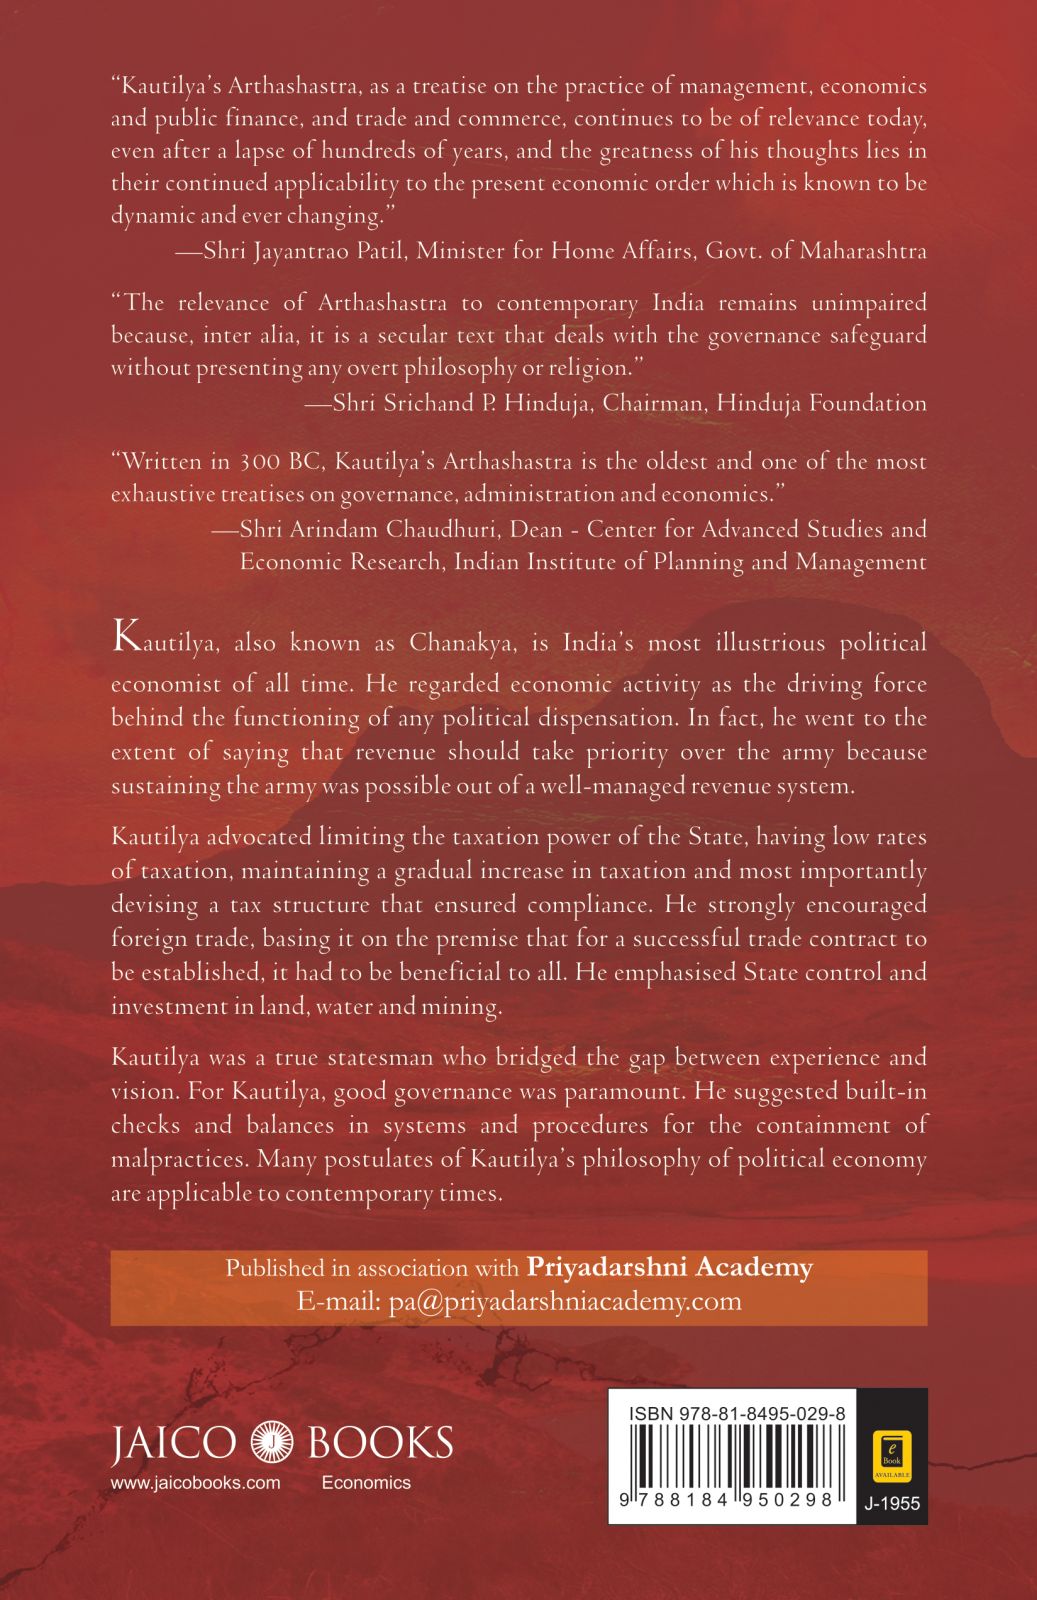 “Kautilya’s Arthashastra, as a treatise on the practice of management, economics
and public finance, and trade and commerce, continues to be of relevance today,
even after a lapse of hundreds of years, and the greatness of his thoughts lies in
their continued applicability to the present economic order which is known to be
dynamic and ever changing.”
—Shri Jayantrao Patil, Minister for Home Affairs, Govt. of Maharashtra
“The relevance of Arthashastra to contemporary India remains unimpaired
because, inter alia, it is a secular text that deals with the governance safeguard
without presenting any overt philosophy or religion.”
—Shri Srichand P. Hinduja, Chairman, Hinduja Foundation
“Written in 300 BC, Kautilya’s Arthashastra is the oldest and one of the most
exhaustive treatises on governance, administration and economics.”
—Shri Arindam Chaudhuri, Dean - Center for Advanced Studies and
Economic Research, Indian Institute of Planning and Management
Kautilya, also known as Chanakya, is India’s most illustrious political
economist of all time. He regarded economic activity as the driving force
behind the functioning of any political dispensation. In fact, he went to the
extent of saying that revenue should take priority over the army because
sustaining the army was possible out of a well-managed revenue system.
Kautilya advocated limiting the taxation power of the State, having low rates
of taxation, maintaining a gradual increase in taxation and most importantly
devising a tax structure that ensured compliance. He strongly encouraged
foreign trade, basing it on the premise that for a successful trade contract to
be established, it had to be beneficial to all. He emphasised State control and
investment in land, water and mining.
Kautilya was a true statesman who bridged the gap between experience and
vision. For Kautilya, good governance was paramount. He suggested built-in
checks and balances in systems and procedures for the containment of
malpractices. Many postulates of Kautilya’s philosophy of political economy
are applicable to contemporary times.
Published in association with Priyadarshni Academy
E-mail: pa@priyadarshniacademy.com
JAICO J BOOKS
www.jaicobooks.com Economics
ISBN 978-81-8495-029-8
9 788184 950298
e
Book
AVAILABLE
J-1955